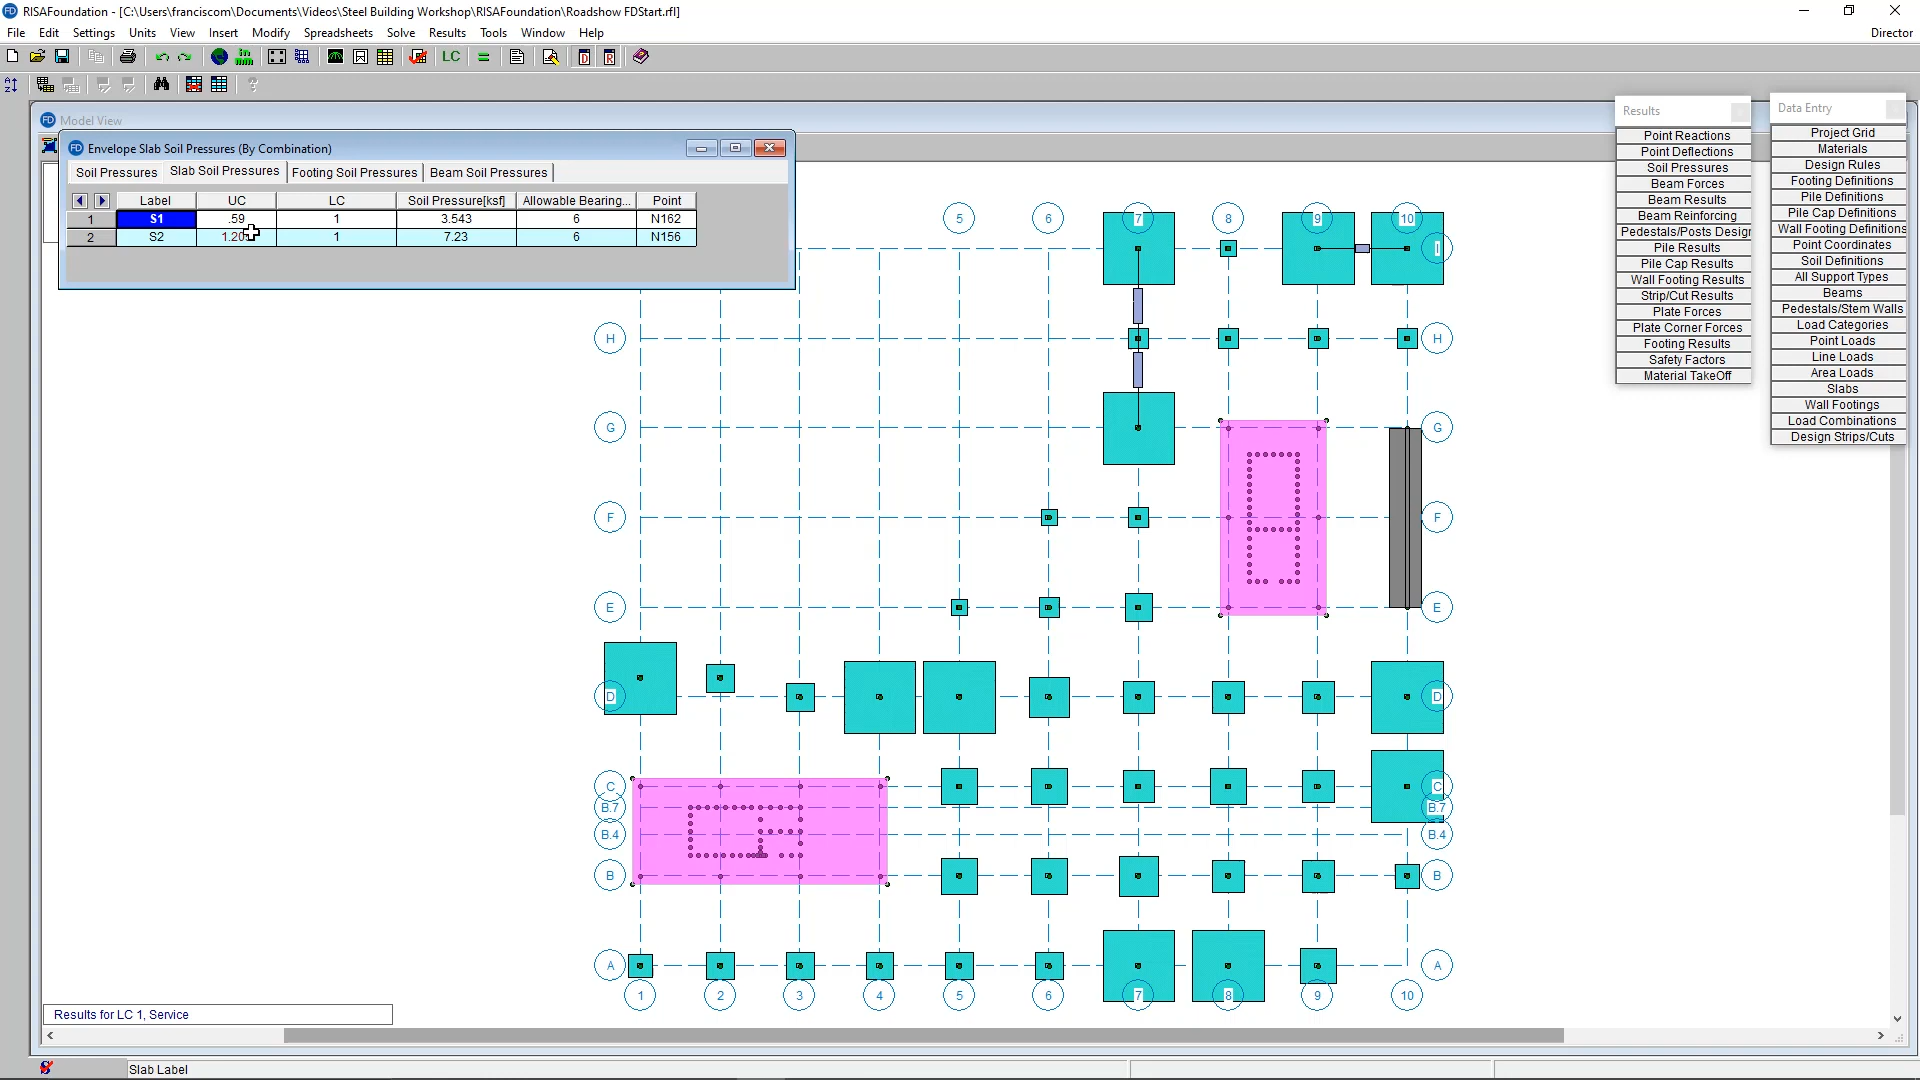 RISAFoundation - [C:\Users\franciscom\Documents\Videos\Steel Building Workshop\RISAFoundation\Roadshow FDStart.rfl]
File Edit Settings Units View Insert Modify Spreadsheets Solve Results Tools Window Help
Director
LC
Model View
Envelope Slab Soil Pressures (By Combination)
Soil Pressures Slab Soil Pressures Footing Soil Pressures Beam Soil Pressures
Label UC LC Soil Pressure[ksf] Allowable Bearing... Point
1 S1 .59 1 3.543 6 N162
2 S2 1 7.23 6 N156
Results
Point Reactions
Point Deflections
Soil Pressures
Beam Forces
Beam Results
Beam Reinforcing
Pedestals/Posts Design
Pile Results
Pile Cap Results
Wall Footing Results
Strip/Cut Results
Plate Forces
Plate Corner Forces
Footing Results
Safety Factors
Material TakeOff
Data Entry
Project Grid
Materials
Design Rules
Footing Definitions
Pile Definitions
Pile Cap Definitions
Wall Footing Definitions
Point Coordinates
Soil Definitions
All Support Types
Beams
Pedestals/Stem Walls
Load Categories
Point Loads
Line Loads
Area Loads
Slabs
Wall Footings
Load Combinations
Design Strips/Cuts
5 6 7 8 9 10
I
H H
G G
F F
E E
D D
C C
B.7 B.7
B.4 B.4
B B
A A
1 2 3 4 5 6 7 8 9 10
Results for LC 1, Service
Slab Label